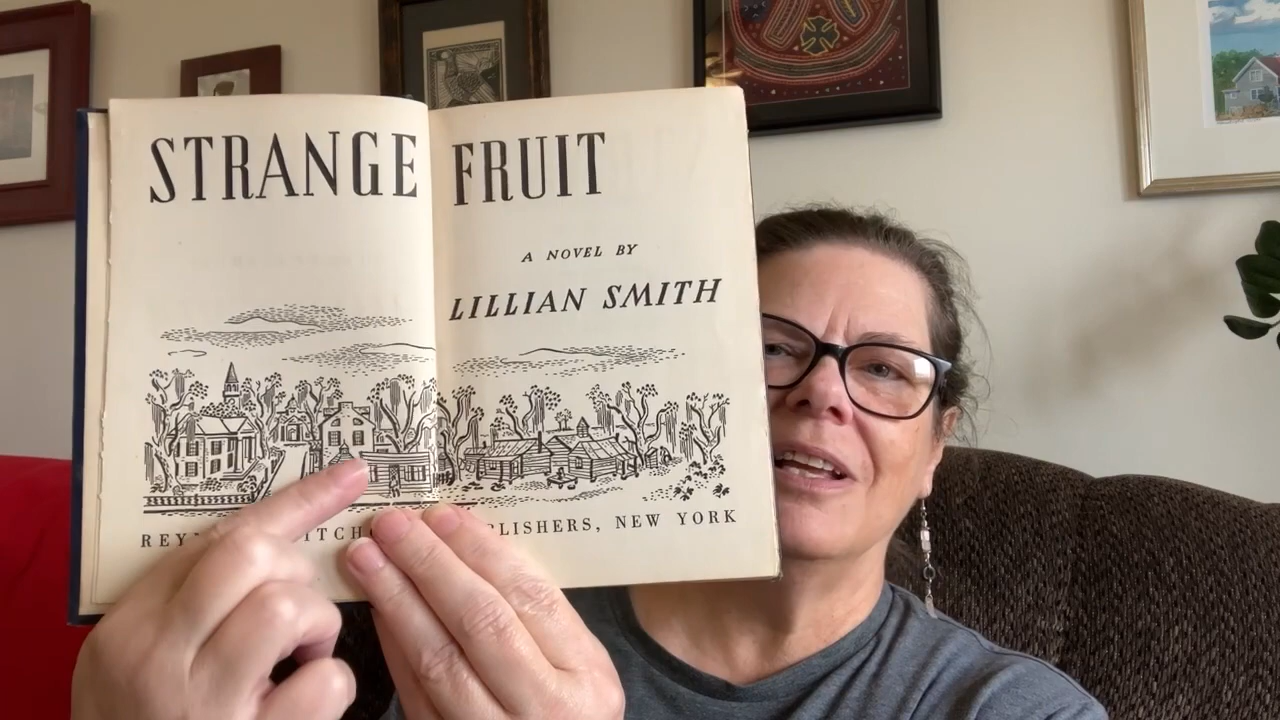 STRANGE FRUIT
A NOVEL BY
LILLIAN SMITH
PUBLISHERS, NEW YORK